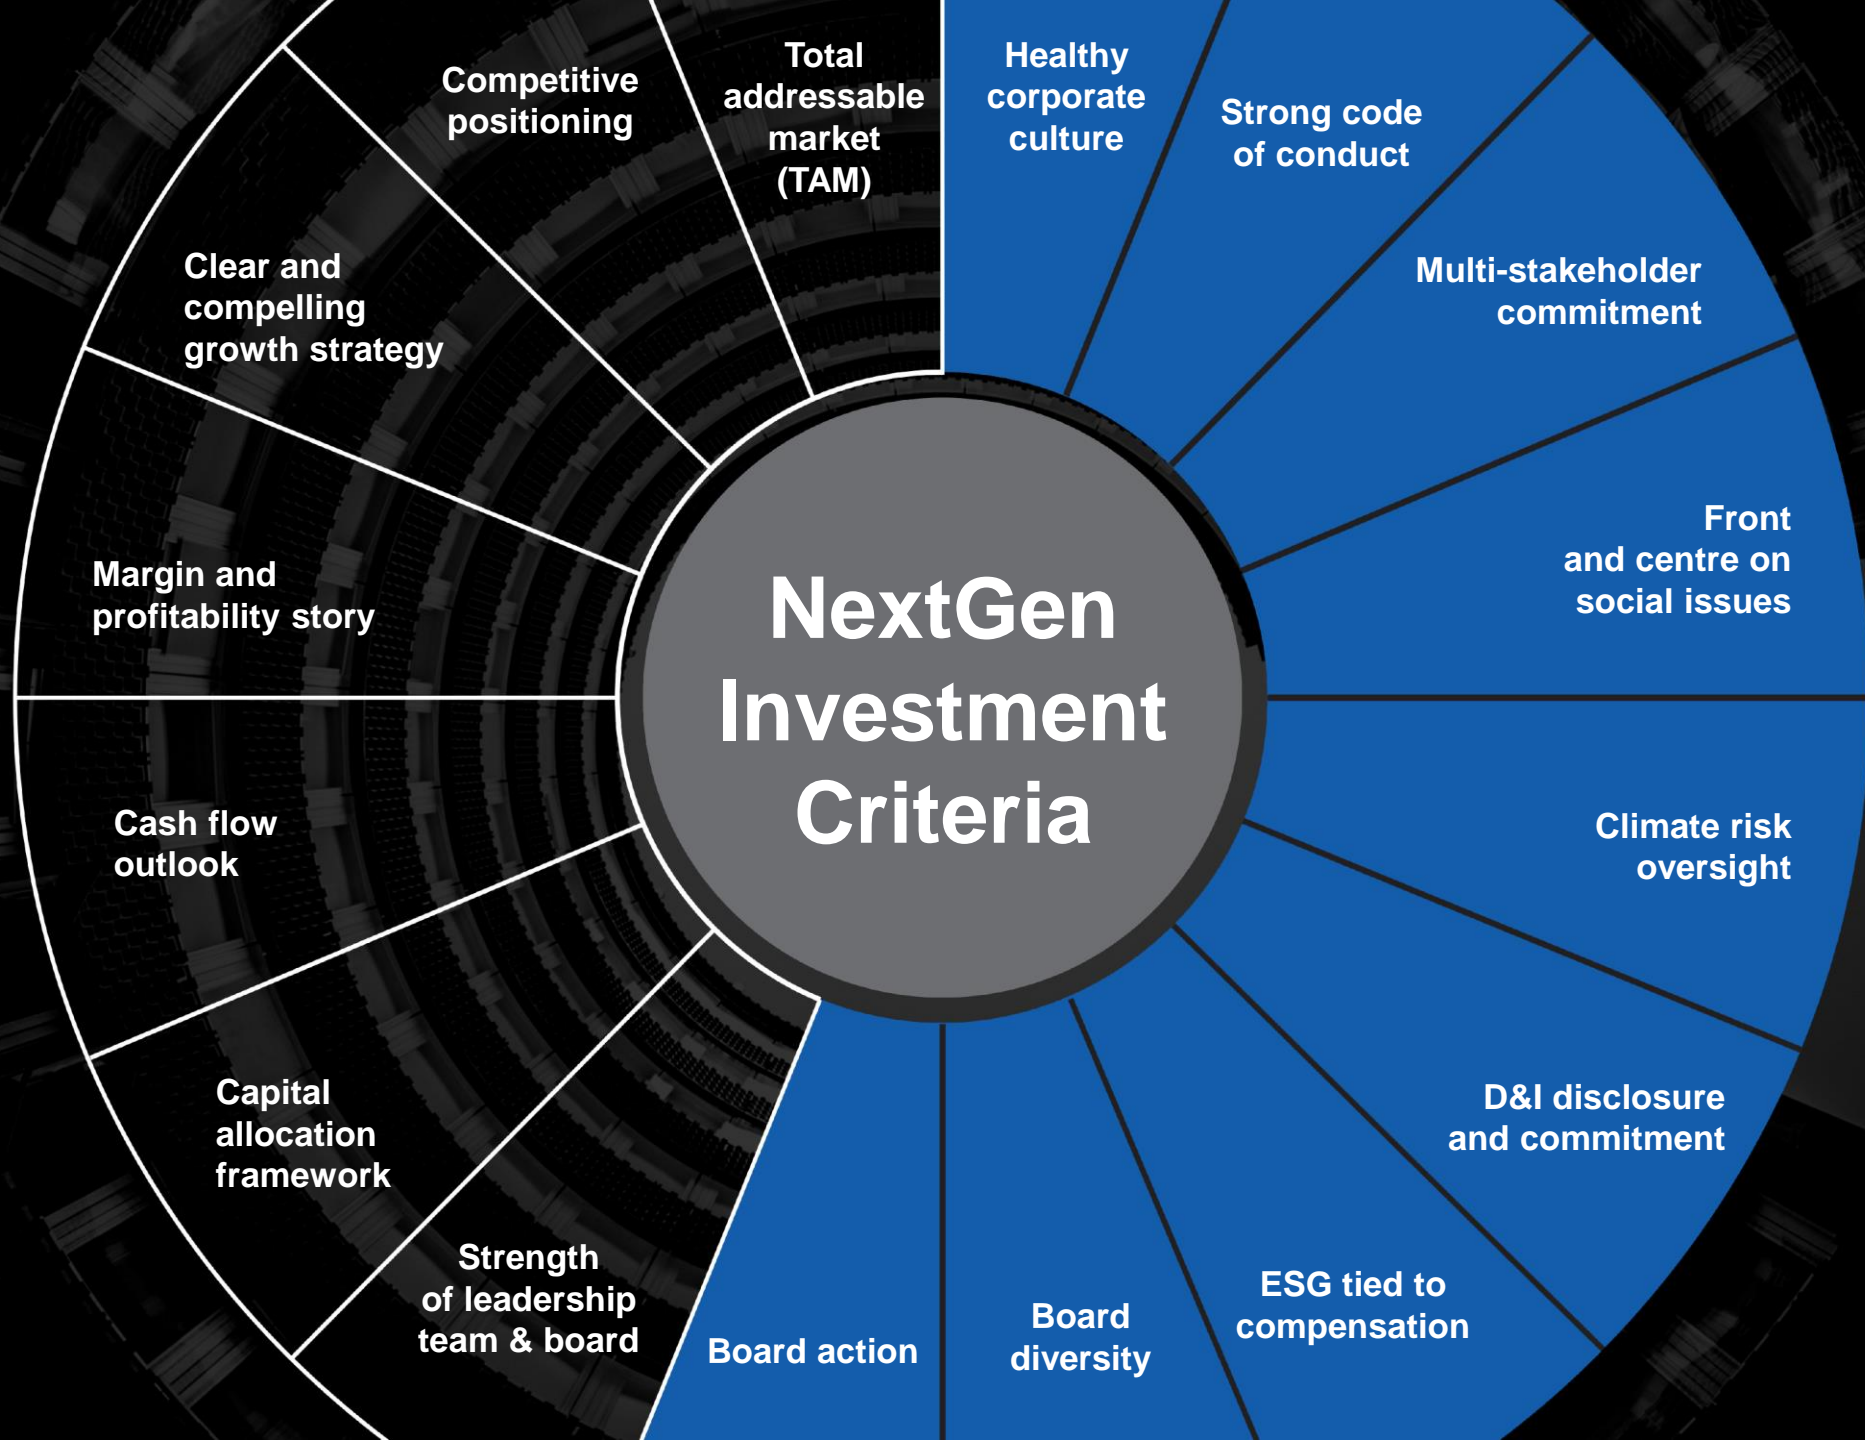 NextGen
Investment
Criteria
Healthy
corporate
culture
Strong code
of conduct
Multi-stakeholder
commitment
Front
and centre on
social issues
Climate risk
oversight
D&I disclosure
and commitment
ESG tied to
compensation
Board
diversity
Board action
Strength
of leadership
team & board
Capital
allocation
framework
Cash flow
outlook
Margin and
profitability story
Clear and
compelling
growth strategy
Competitive
positioning
Total
addressable
market
(TAM)